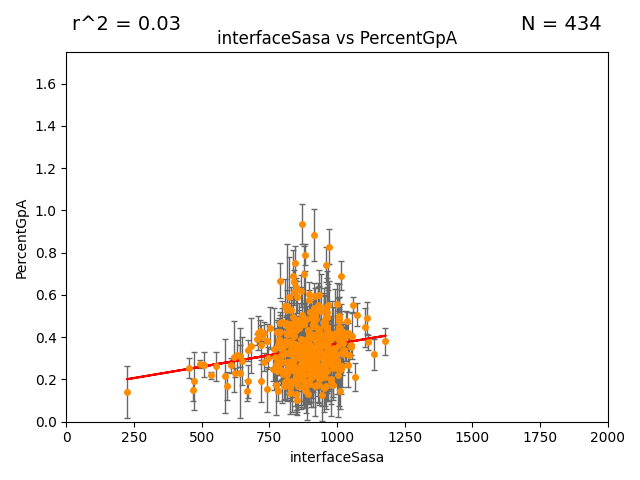 r^2 = 0.03
N = 434
interfaceSasa vs PercentGpA
PercentGpA
1.6
1.4
1.2
1.0
0.8
0.6
0.4
0.2
0.0
0 250 500 750 1000 1250 1500 1750 2000
interfaceSasa